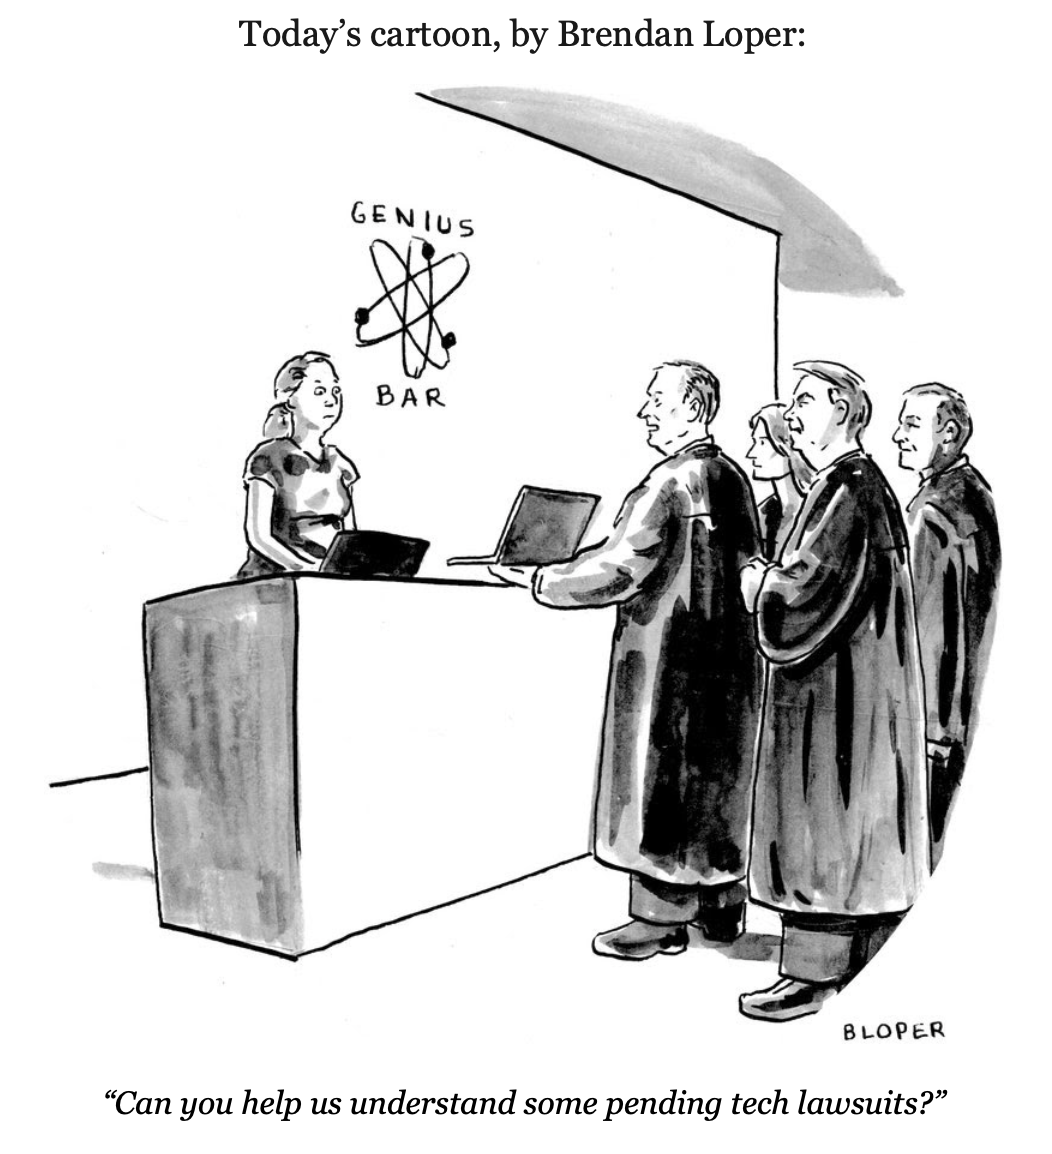 Today’s cartoon, by Brendan Loper:
GENIUS
BAR
BLOPER
“Can you help us understand some pending tech lawsuits?”